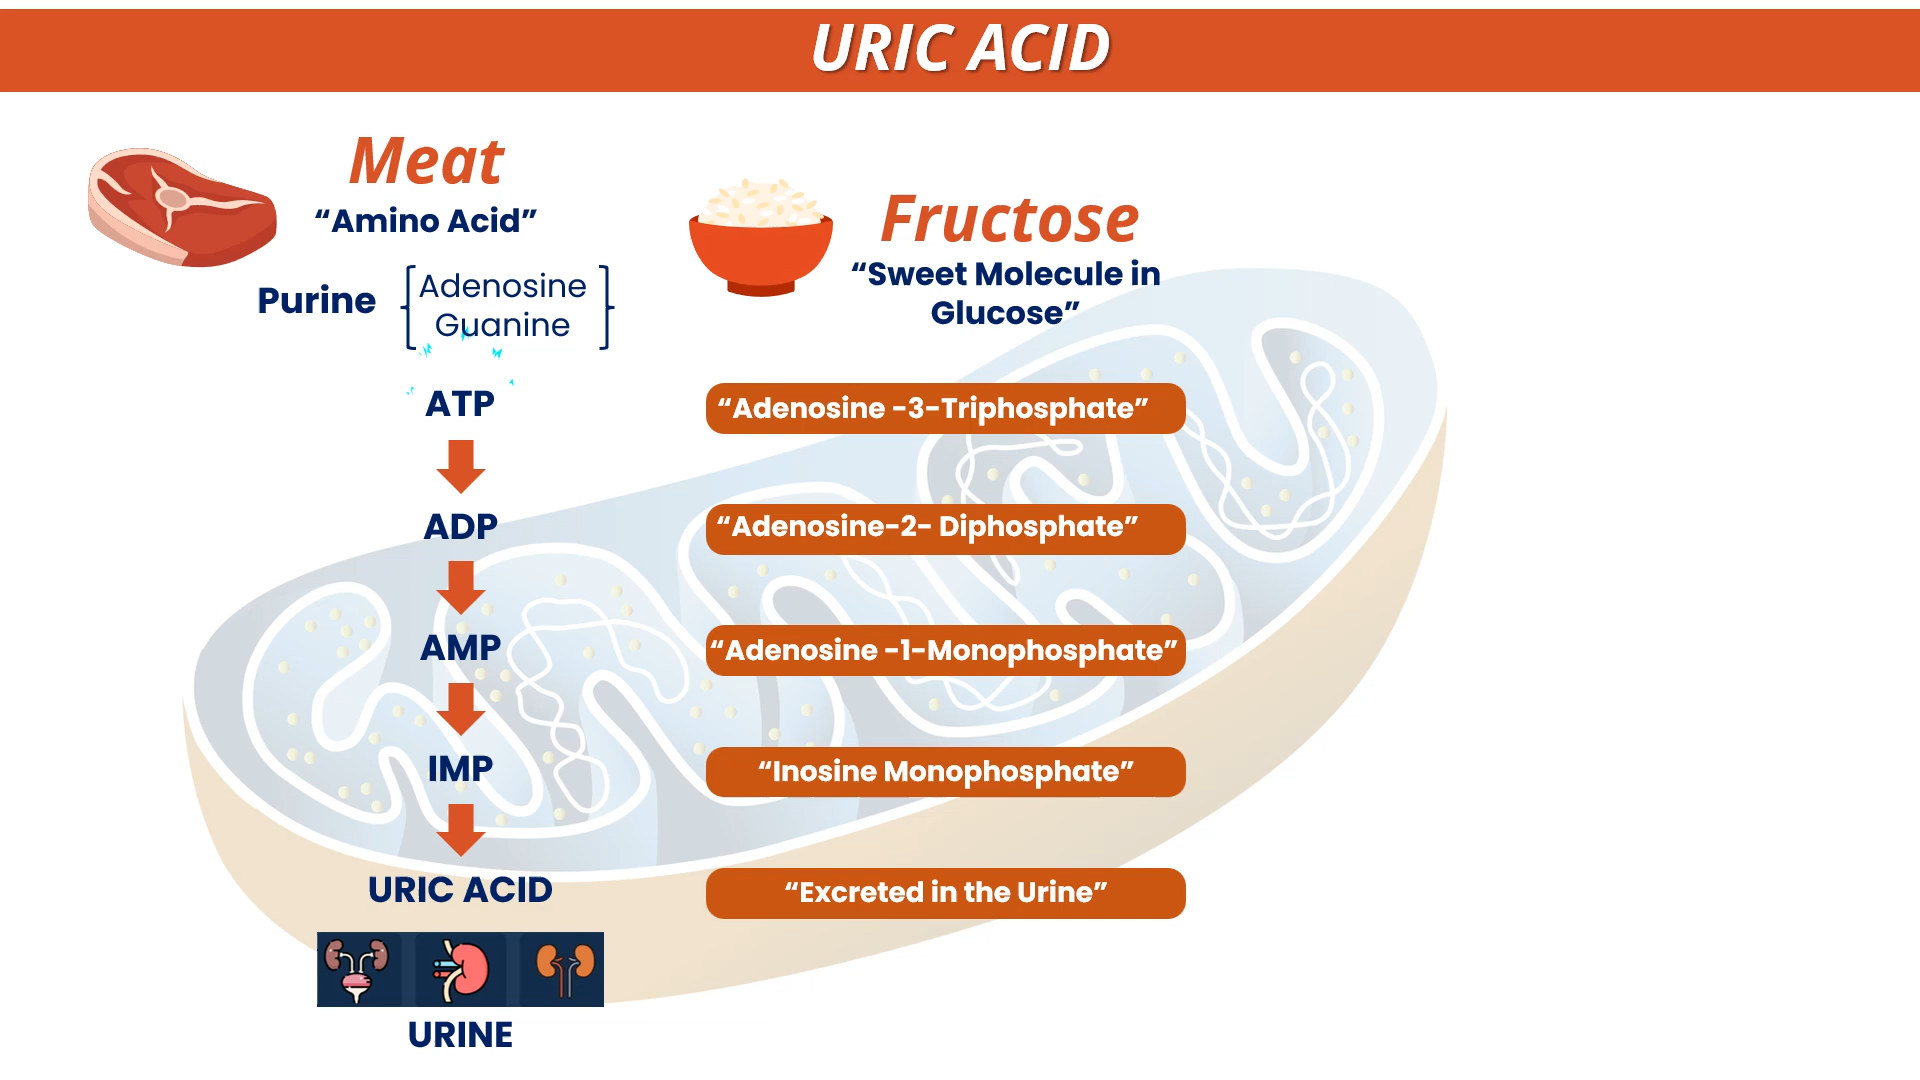 URIC ACID
Meat
“Amino Acid”
Purine
Adenosine
Guanine
Fructose
“Sweet Molecule in
Glucose”
ATP
“Adenosine -3-Triphosphate”
ADP
“Adenosine-2- Diphosphate”
AMP
“Adenosine -1-Monophosphate”
IMP
“Inosine Monophosphate”
URIC ACID
“Excreted in the Urine”
URINE